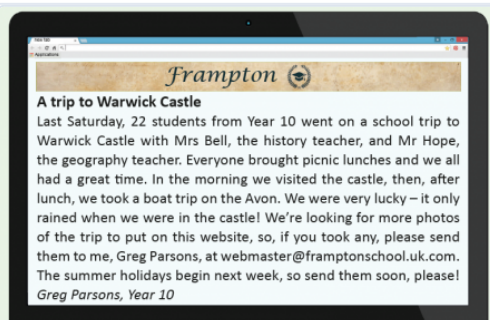 New Tab
Applications
Frampton
A trip to Warwick Castle
Last Saturday, 22 students from Year 10 went on a school trip to
Warwick Castle with Mrs Bell, the history teacher, and Mr Hope,
the geography teacher. Everyone brought picnic lunches and we all
had a great time. In the morning we visited the castle, then, after
lunch, we took a boat trip on the Avon. We were very lucky – it only
rained when we were in the castle! We're looking for more photos
of the trip to put on this website, so, if you took any, please send
them to me, Greg Parsons, at webmaster@framptonschool.uk.com.
The summer holidays begin next week, so send them soon, please!
Greg Parsons, Year 10